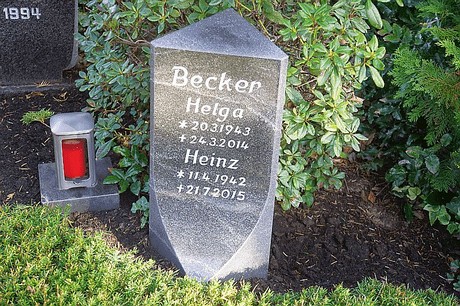 1994
Becker
Helga
* 20.3.1943
† 24.3.2014
Heinz
* 11.4.1942
† 21.7.2015